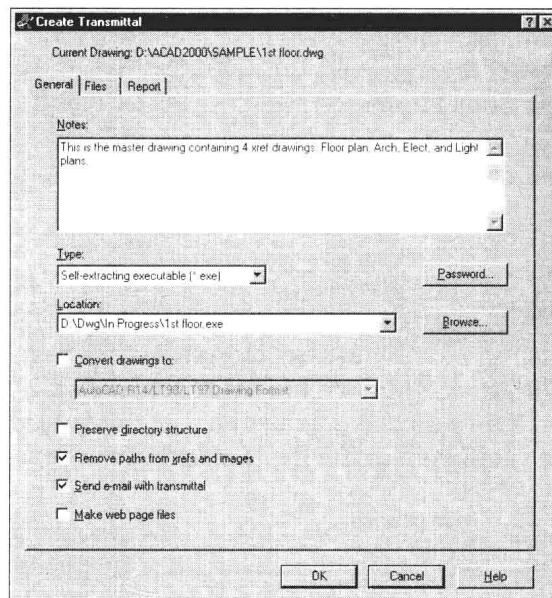 Create Transmittal
Current Drawing: D:\ACAD2000\SAMPLE\1st floor.dwg
General Files Report
Notes:
This is the master drawing containing 4 xref drawings: Floor plan, Arch, Elect, and Light
plans.
Type:
Self-extracting executable (*.exe)
Password...
Location:
D:\Dwg\In Progress\1st floor.exe
Browse...
Convert drawings to:
AutoCAD R14/LT98/LT97 Drawing Format
Preserve directory structure
Remove paths from xrefs and images
Send e-mail with transmittal
Make web page files
OK Cancel Help